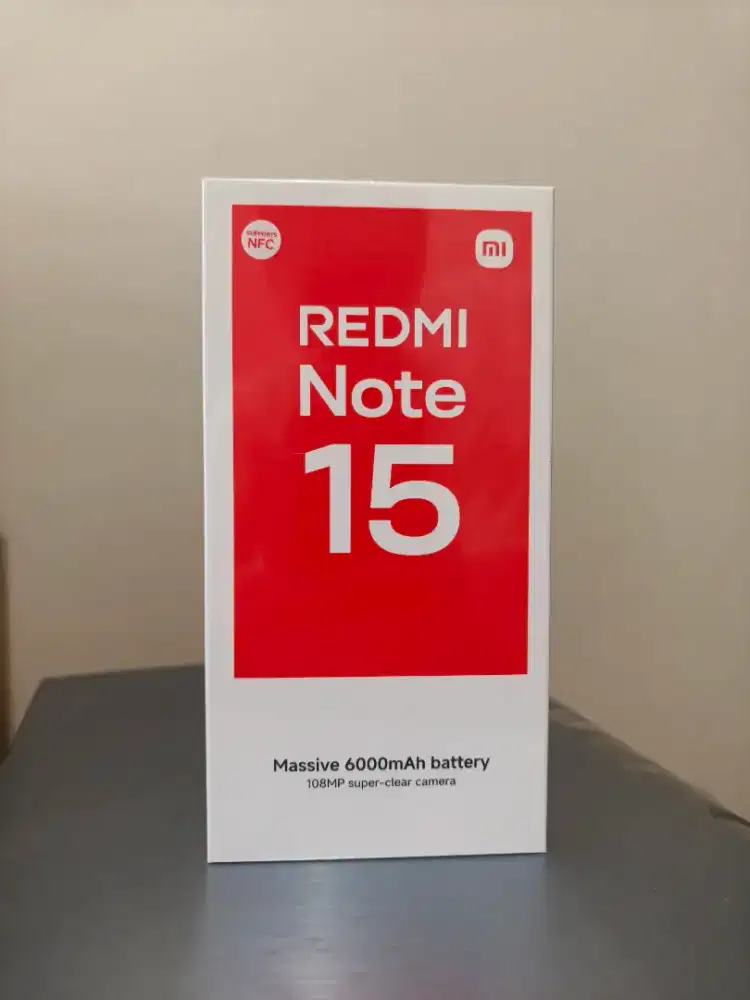 SUPPORTS
NFC
mi
REDMI
Note
15
Massive 6000mAh battery
108MP super-clear camera